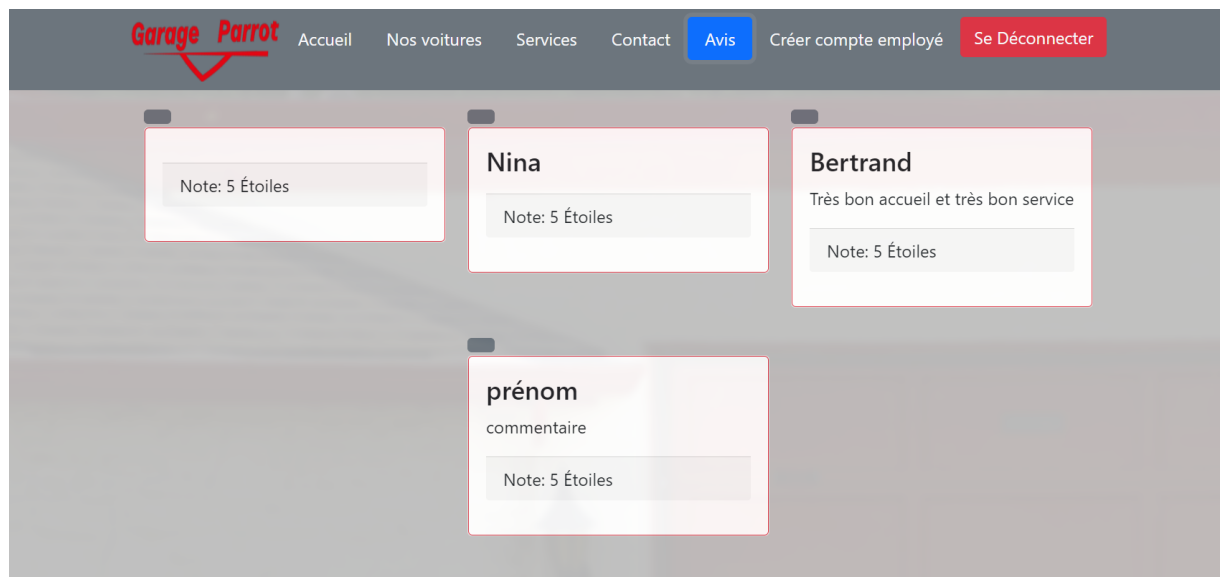 Garage Parrot
Accueil
Nos voitures
Services
Contact
Avis
Créer compte employé
Se Déconnecter
Note: 5 Étoiles
Nina
Note: 5 Étoiles
Bertrand
Très bon accueil et très bon service
Note: 5 Étoiles
prénom
commentaire
Note: 5 Étoiles